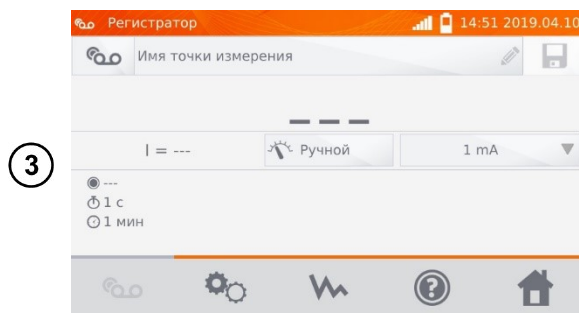 Регистратор 14:51 2019.04.10
Имя точки измерения
---
I = --- Ручной 1 mA
3
---
1 с
1 мин